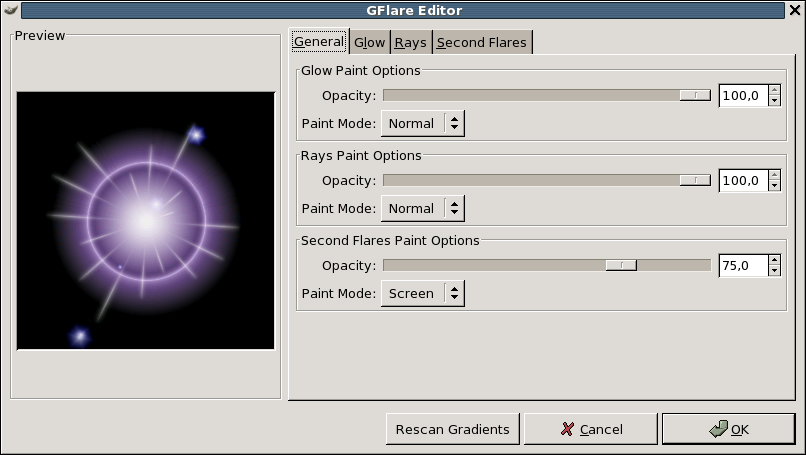 GFlare Editor
Preview
General Glow Rays Second Flares
Glow Paint Options
Opacity: 100,0
Paint Mode: Normal
Rays Paint Options
Opacity: 100,0
Paint Mode: Normal
Second Flares Paint Options
Opacity: 75,0
Paint Mode: Screen
Rescan Gradients Cancel OK